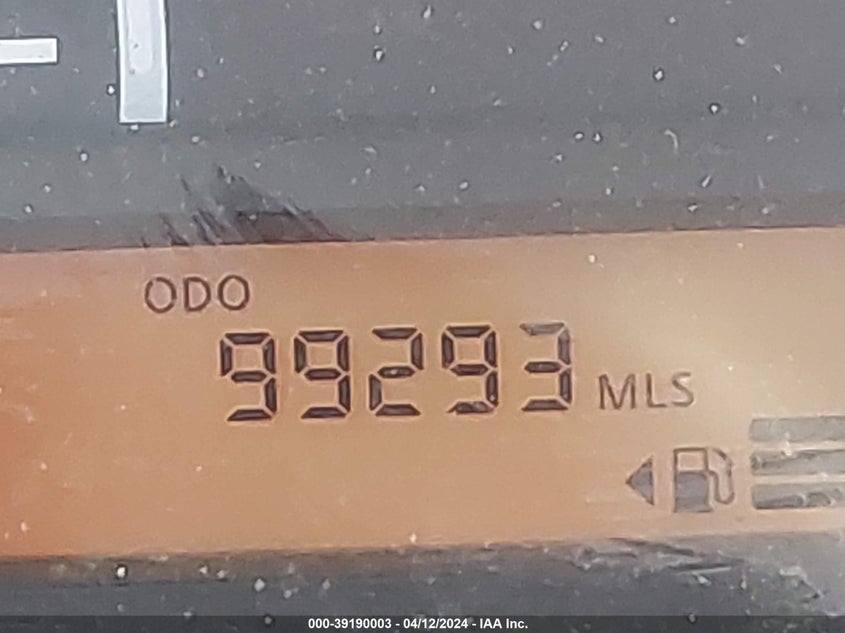 ODO
99293 MLS
000-39190003 - 04/12/2024 - IAA Inc.